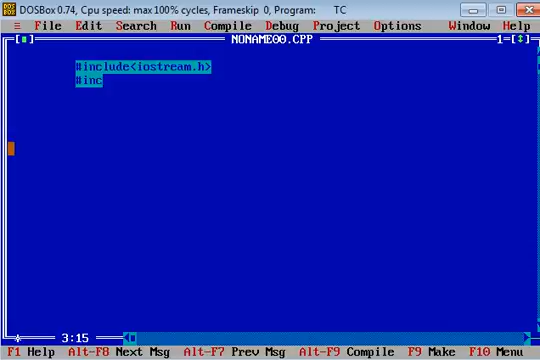 DOSBox 0.74, Cpu speed: max 100% cycles, Frameskip 0, Program: TC
≡ File Edit Search Run Compile Debug Project Options Window Help
[■] NONAME00.CPP 1=[↕]
#include<iostream.h>
#inc
3:15
F1 Help Alt-F8 Next Msg Alt-F7 Prev Msg Alt-F9 Compile F9 Make F10 Menu